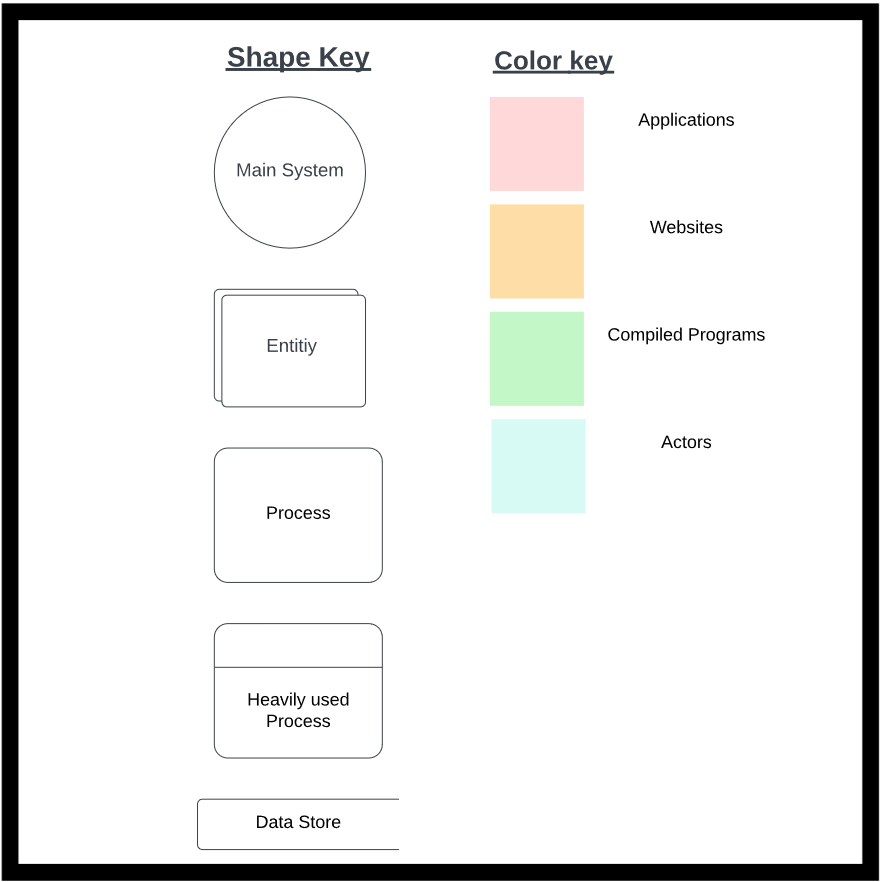 Shape Key
Main System
Entitiy
Process
Heavily used
Process
Data Store
Color key
Applications
Websites
Compiled Programs
Actors